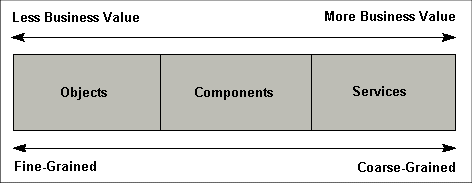 Less Business Value More Business Value
Objects Components Services
Fine-Grained Coarse-Grained